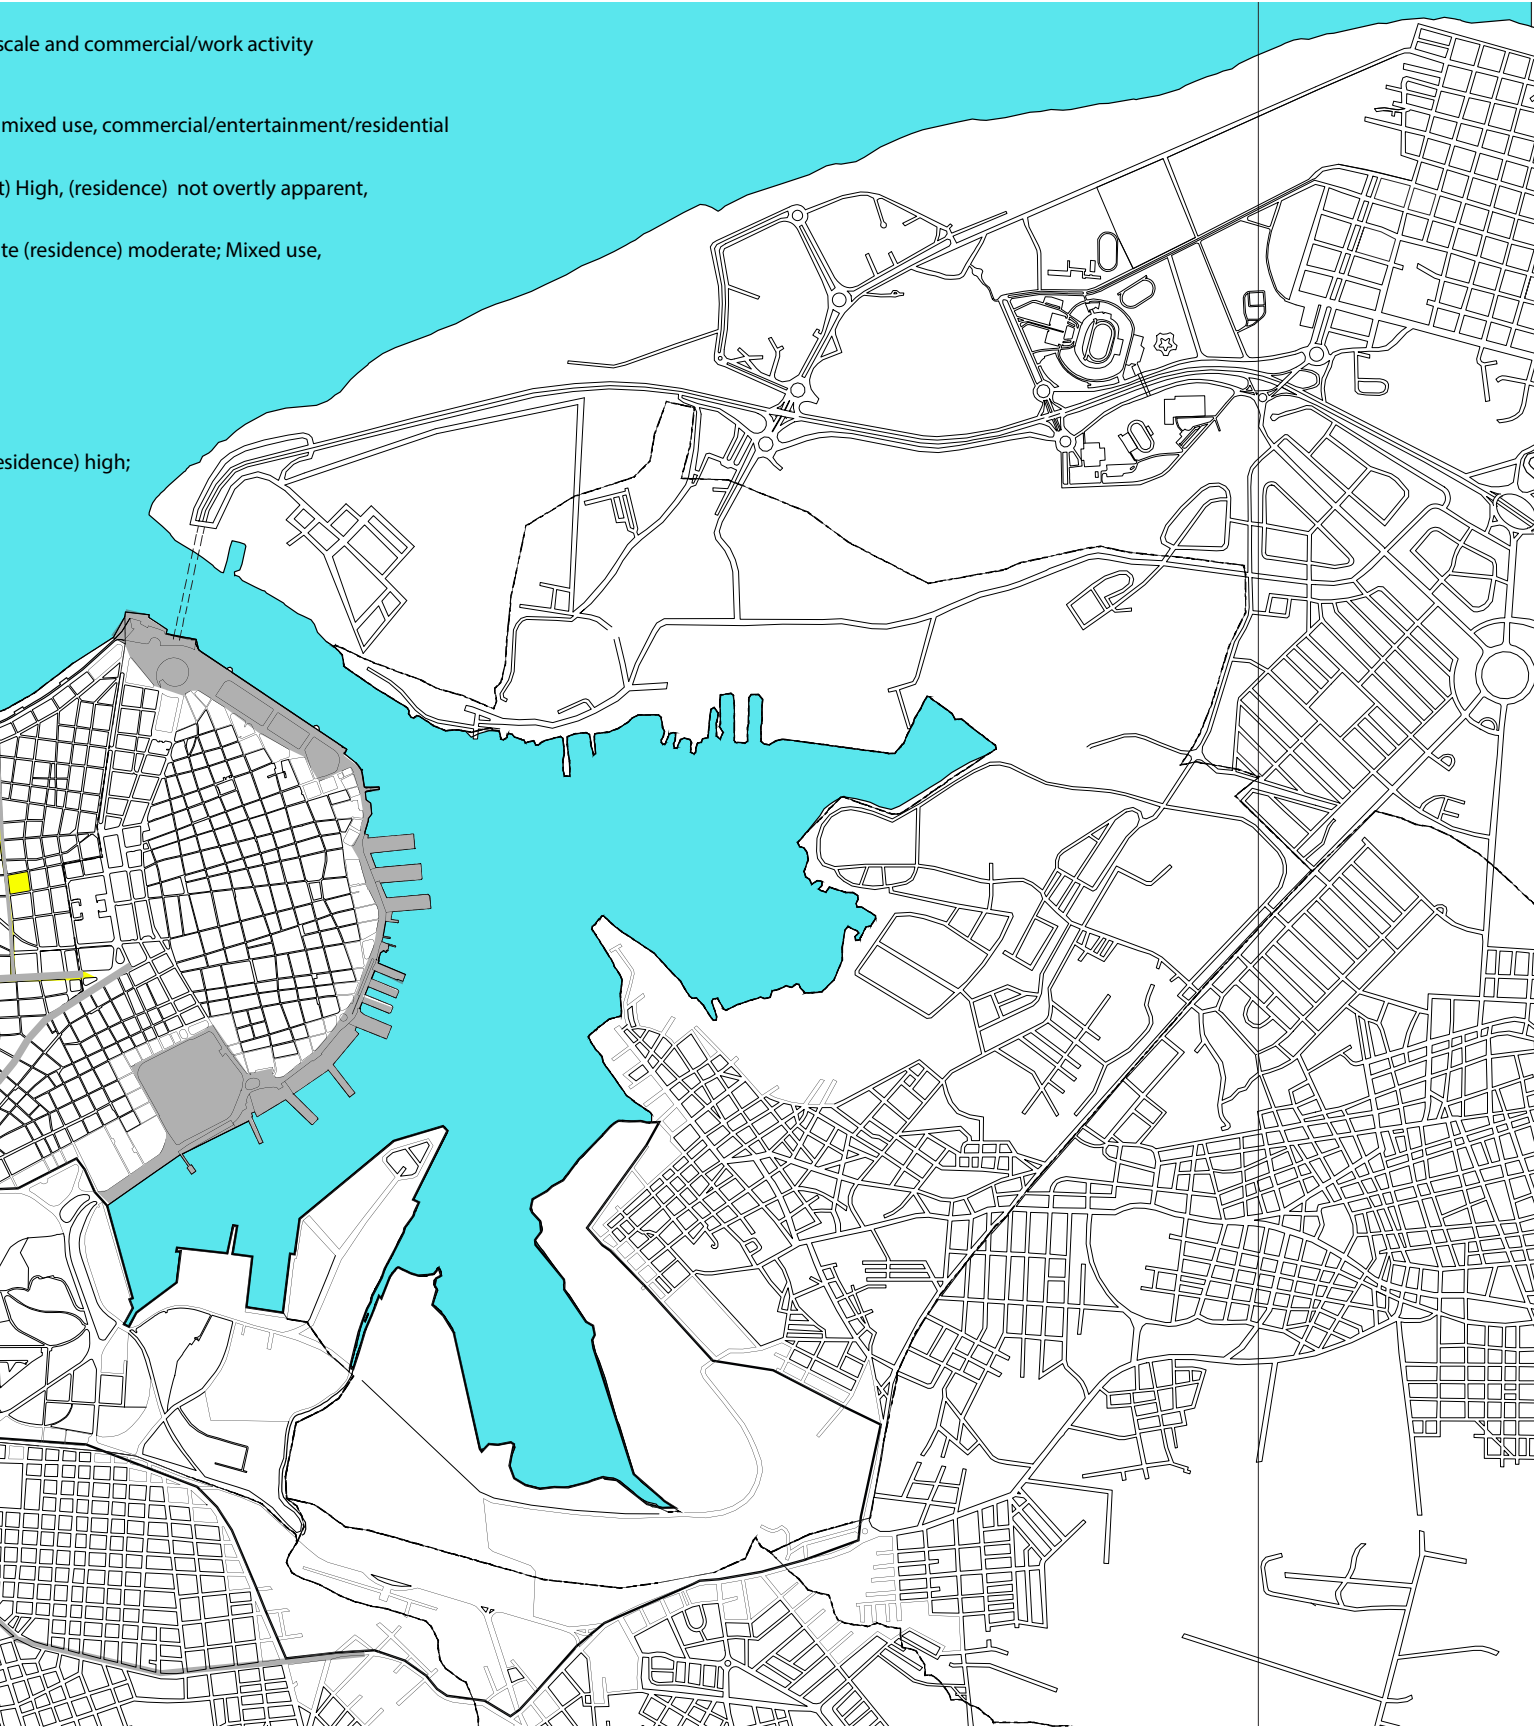 scale and commercial/work activity
mixed use, commercial/entertainment/residential
t) High, (residence) not overtly apparent,
te (residence) moderate; Mixed use,
esidence) high;